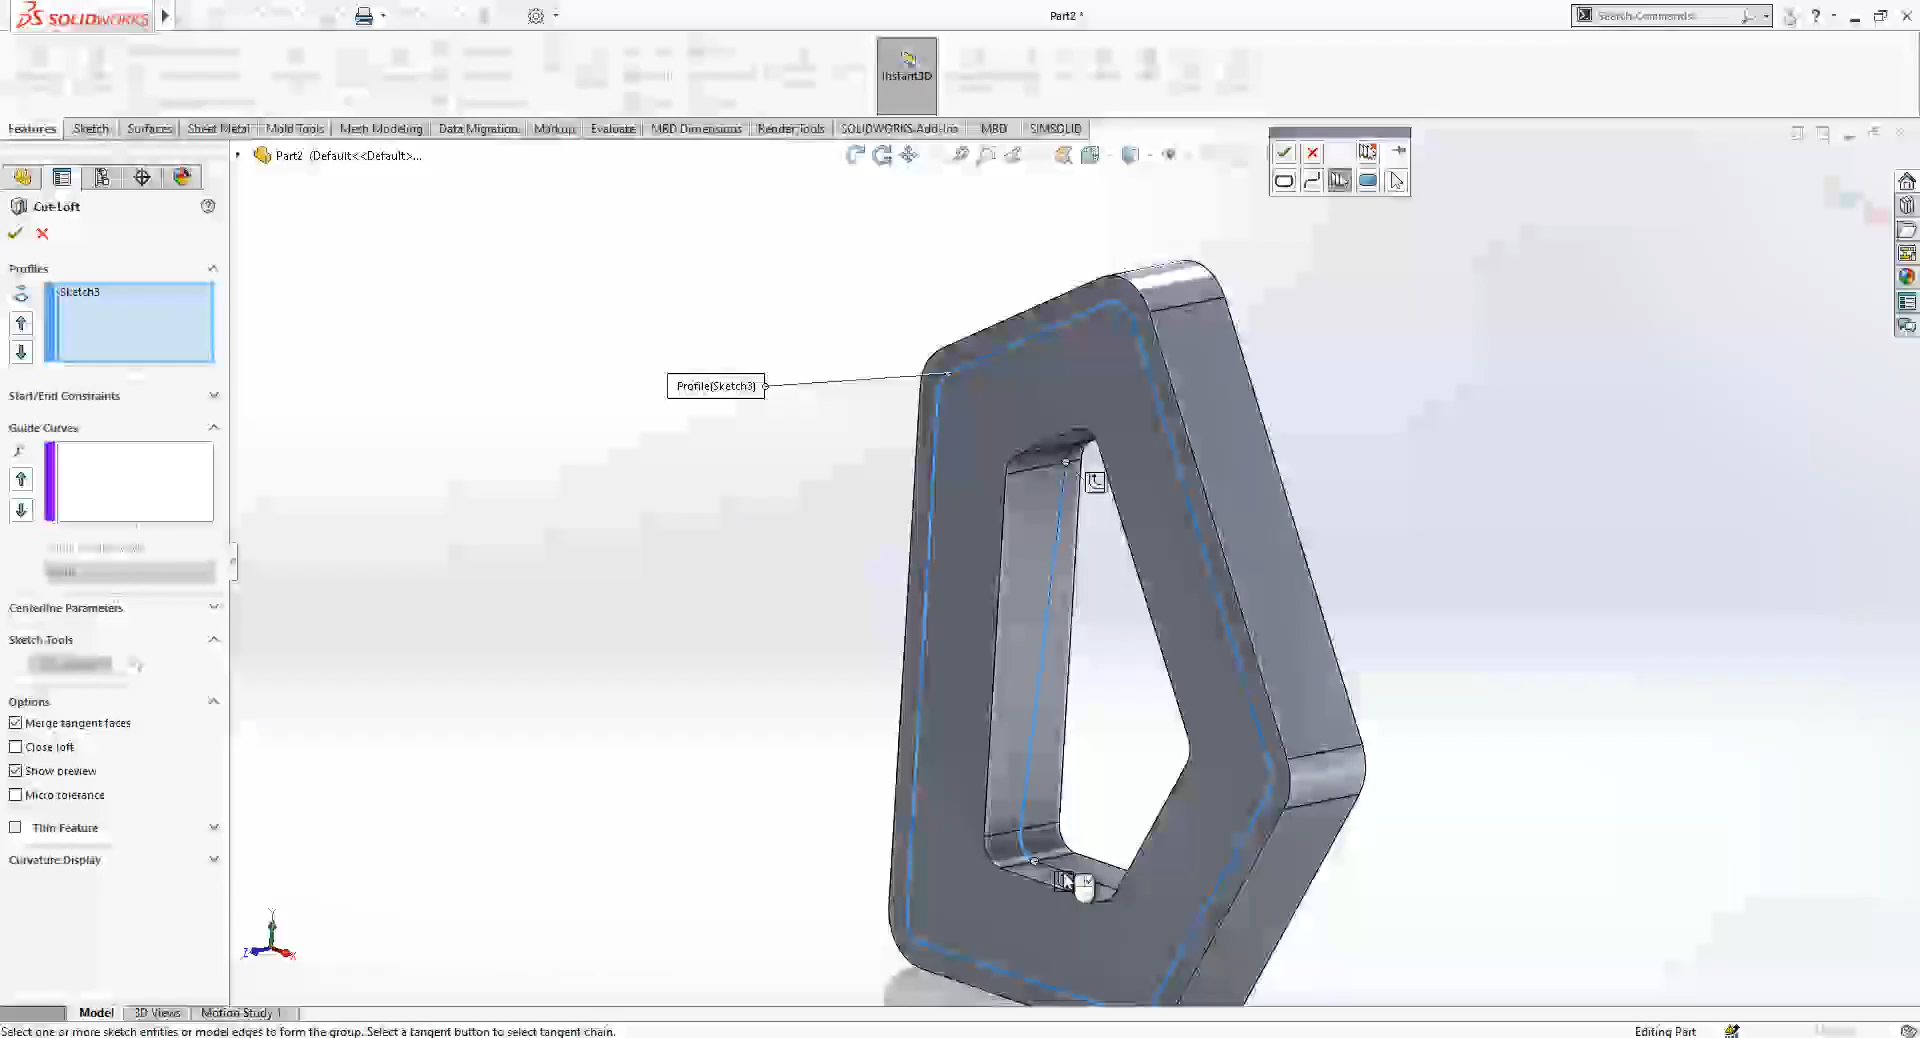 SOLIDWORKS
Part2 *
Search Commands
Instant3D
Features
Sketch
Surfaces
Sheet Metal
Mold Tools
Mesh Modeling
Data Migration
Markup
Evaluate
MBD Dimensions
Render Tools
SOLIDWORKS Add-Ins
MBD
SIMSOLID
Part2 (Default<<Default>...
Cut-Loft
Profiles
Sketch3
Start/End Constraints
Guide Curves
Centerline Parameters
Sketch Tools
Options
Merge tangent faces
Close loft
Show preview
Micro tolerance
Thin Feature
Curvature Display
Profile(Sketch3)
Y
Z
X
Model
3D Views
Motion Study 1
Select one or more sketch entities or model edges to form the group. Select a tangent button to select tangent chain.
Editing Part